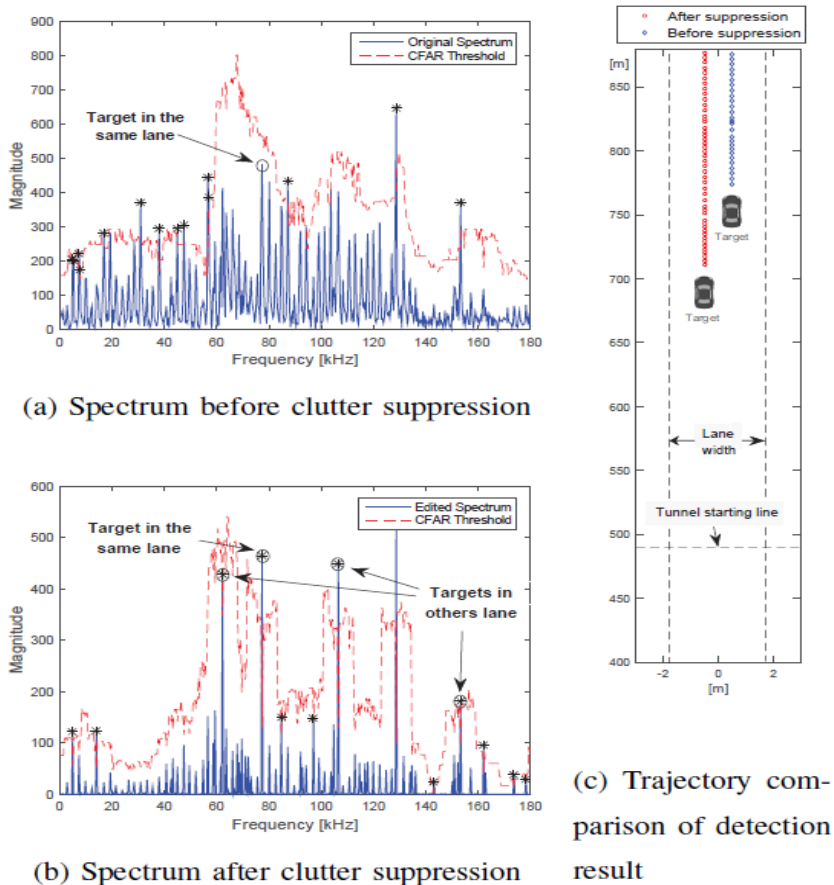 900
800
700
600
500
400
300
200
100
0
Magnitude
Original Spectrum
CFAR Threshold
Target in the
same lane
0 20 40 60 80 100 120 140 160 180
Frequency [kHz]
(a) Spectrum before clutter suppression
600
500
400
300
200
100
0
Magnitude
Edited Spectrum
CFAR Threshold
Target in the
same lane
Targets in
others lane
0 20 40 60 80 100 120 140 160 180
Frequency [kHz]
(b) Spectrum after clutter suppression
After suppression
Before suppression
[m]
850
800
750
700
650
600
550
500
450
400
Target
Target
Lane
width
Tunnel starting line
-2 0 2
[m]
(c) Trajectory com-
parison of detection
result